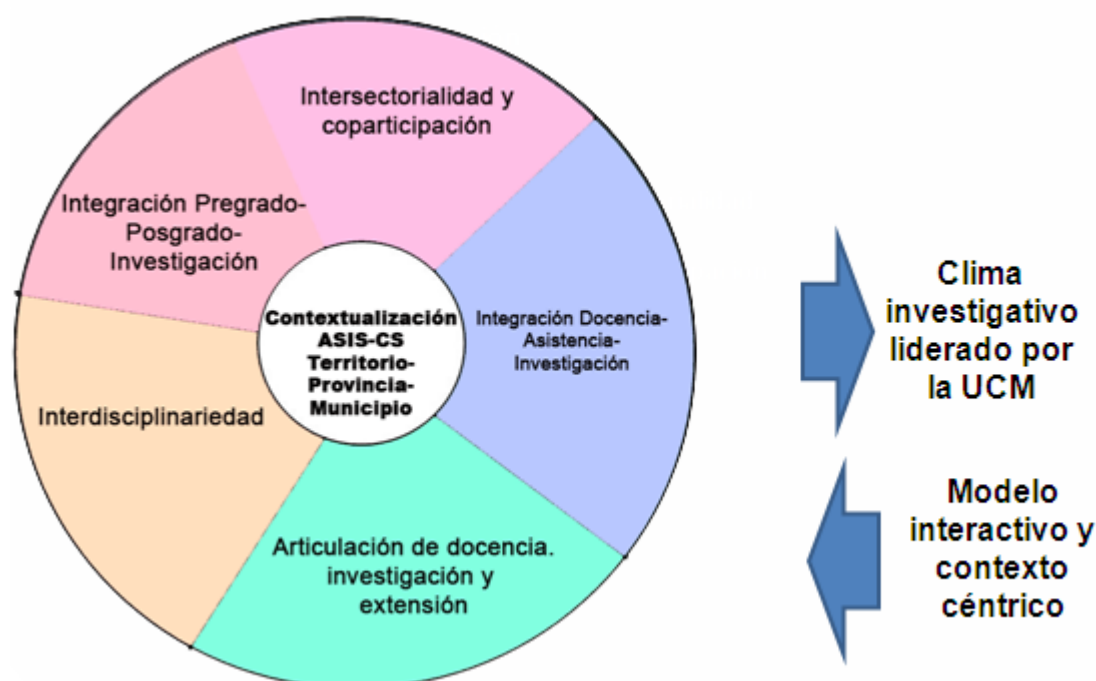 Intersectorialidad y
coparticipación
Integración Pregrado-
Posgrado-
Investigación
Contextualización
ASIS-CS
Territorio-
Provincia-
Municipio
Integración Docencia-
Asistencia-
Investigación
Interdisciplinariedad
Articulación de docencia.
investigación y
extensión
Clima
investigativo
liderado por
la UCM
Modelo
interactivo y
contexto
céntrico